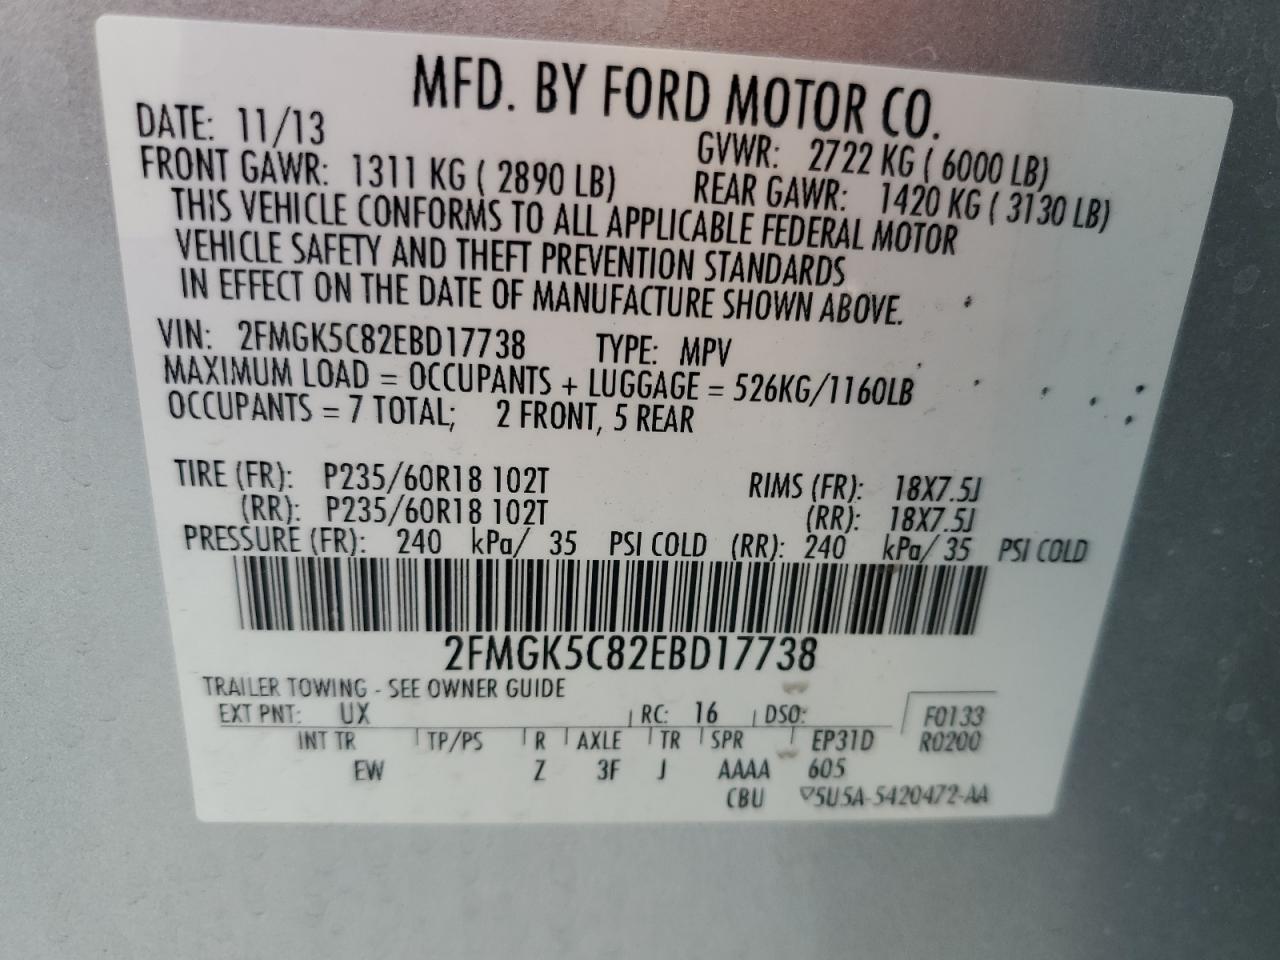 MFD. BY FORD MOTOR CO.
DATE: 11/13 GVWR: 2722 KG ( 6000 LB)
FRONT GAWR: 1311 KG ( 2890 LB) REAR GAWR: 1420 KG ( 3130 LB)
THIS VEHICLE CONFORMS TO ALL APPLICABLE FEDERAL MOTOR
VEHICLE SAFETY AND THEFT PREVENTION STANDARDS
IN EFFECT ON THE DATE OF MANUFACTURE SHOWN ABOVE.
VIN: 2FMGK5C82EBD17738 TYPE: MPV
MAXIMUM LOAD = OCCUPANTS + LUGGAGE = 526KG/1160LB
OCCUPANTS = 7 TOTAL; 2 FRONT, 5 REAR
TIRE (FR): P235/60R18 102T RIMS (FR): 18X7.5J
(RR): P235/60R18 102T (RR): 18X7.5J
PRESSURE (FR): 240 kPa/ 35 PSI COLD (RR): 240 kPa/ 35 PSI COLD
2FMGK5C82EBD17738
TRAILER TOWING - SEE OWNER GUIDE
EXT PNT: UX RC: 16 DSO: F0133
INT TR TP/PS R AXLE TR SPR EP31D R0200
EW Z 3F J AAAA 605
CBU ▽5U5A-5420472-AA